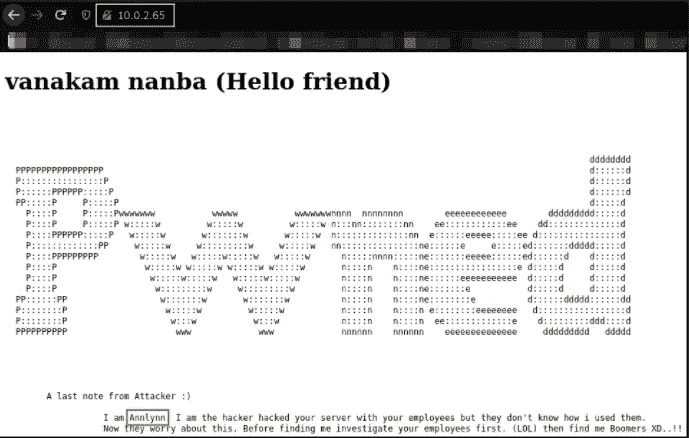 10.0.2.65
vanakam nanba (Hello friend)
Pwned
A last note from Attacker :)
I am Annlynn I am the hacker hacked your server with your employees but they don't know how i used them.
Now they worry about this. Before finding me investigate your employees first. (LOL) then find me Boomers XD..!!